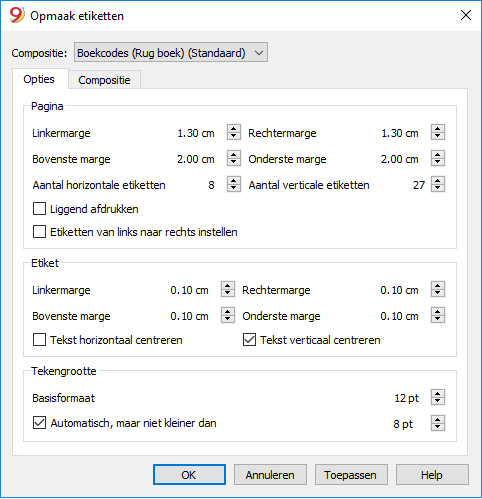 9 Opmaak etiketten
Compositie: Boekcodes (Rug boek) (Standaard)
Opties Compositie
Pagina
Linkermarge 1.30 cm Rechtermarge 1.30 cm
Bovenste marge 2.00 cm Onderste marge 2.00 cm
Aantal horizontale etiketten 8 Aantal verticale etiketten 27
Liggend afdrukken
Etiketten van links naar rechts instellen
Etiket
Linkermarge 0.10 cm Rechtermarge 0.10 cm
Bovenste marge 0.10 cm Onderste marge 0.10 cm
Tekst horizontaal centreren Tekst verticaal centreren
Tekengrootte
Basisformaat 12 pt
Automatisch, maar niet kleiner dan 8 pt
OK Annuleren Toepassen Help